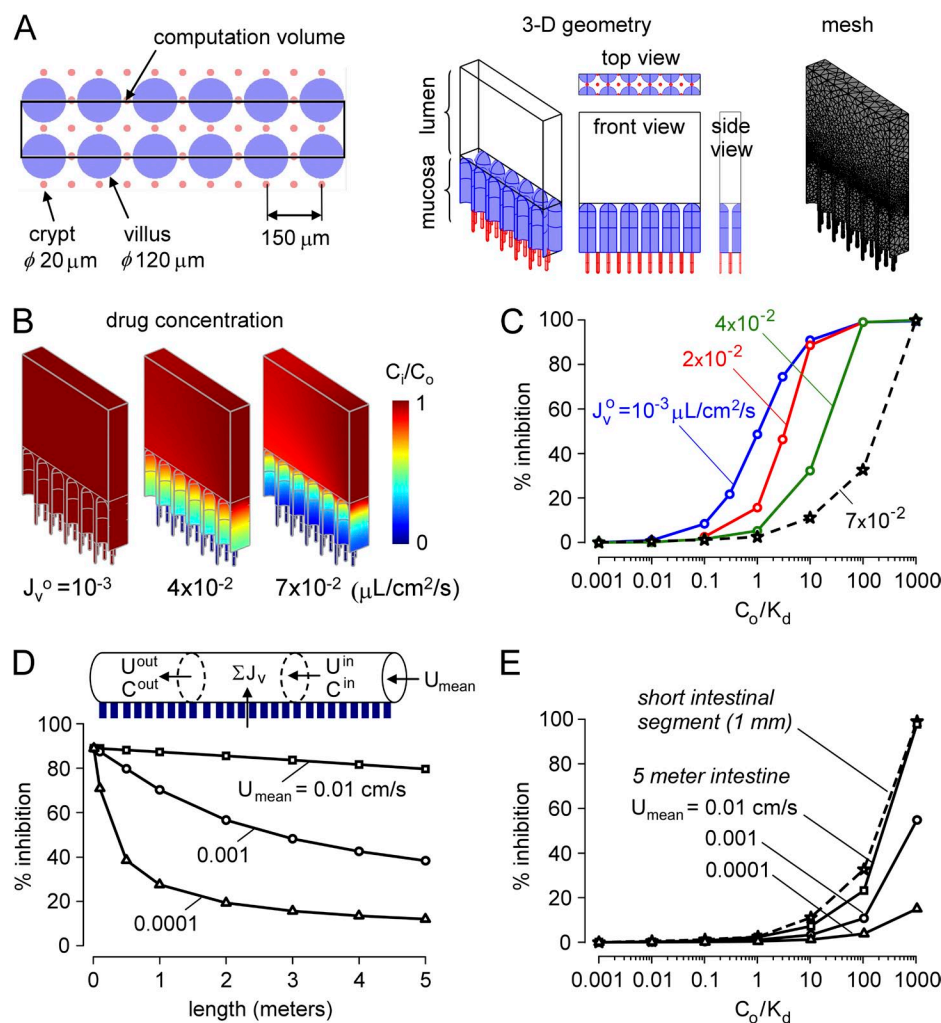 A
computation volume
crypt
ϕ 20 μm
villus
ϕ 120 μm
150 μm
3-D geometry
mesh
lumen
mucosa
top view
front view
side
view
B
drug concentration
Cᵢ/Cₒ
1
0
Jᵥᵒ =10⁻³
4x10⁻²
7x10⁻² (μL/cm²/s)
C
% inhibition
100
80
60
40
20
0
4x10⁻²
2x10⁻²
Jᵥᵒ=10⁻³ μL/cm²/s
7x10⁻²
0.001
0.01
0.1
1
10
100
1000
Cₒ/K_d
D
Uᵒᵘᵗ
Cᵒᵘᵗ
ΣJᵥ
Uⁱⁿ
Cⁱⁿ
U_mean
% inhibition
100
80
60
40
20
0
U_mean = 0.01 cm/s
0.001
0.0001
0
1
2
3
4
5
length (meters)
E
% inhibition
100
80
60
40
20
0
short intestinal
segment (1 mm)
5 meter intestine
U_mean = 0.01 cm/s
0.001
0.0001
0.001
0.01
0.1
1
10
100
1000
Cₒ/K_d